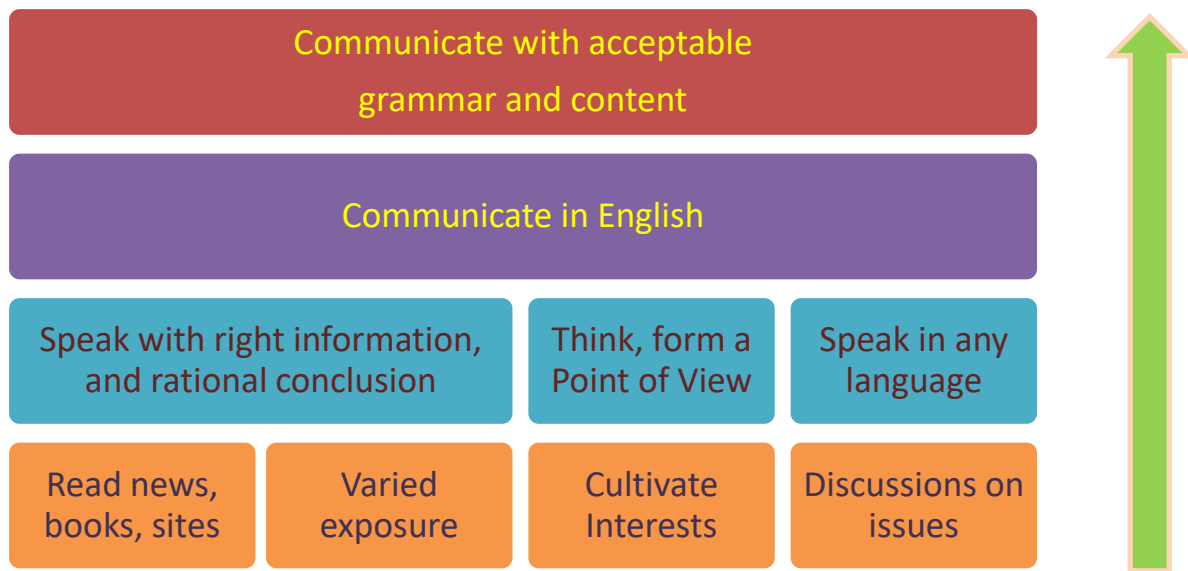 Communicate with acceptable
grammar and content
Communicate in English
Speak with right information,
and rational conclusion
Think, form a
Point of View
Speak in any
language
Read news,
books, sites
Varied
exposure
Cultivate
Interests
Discussions on
issues